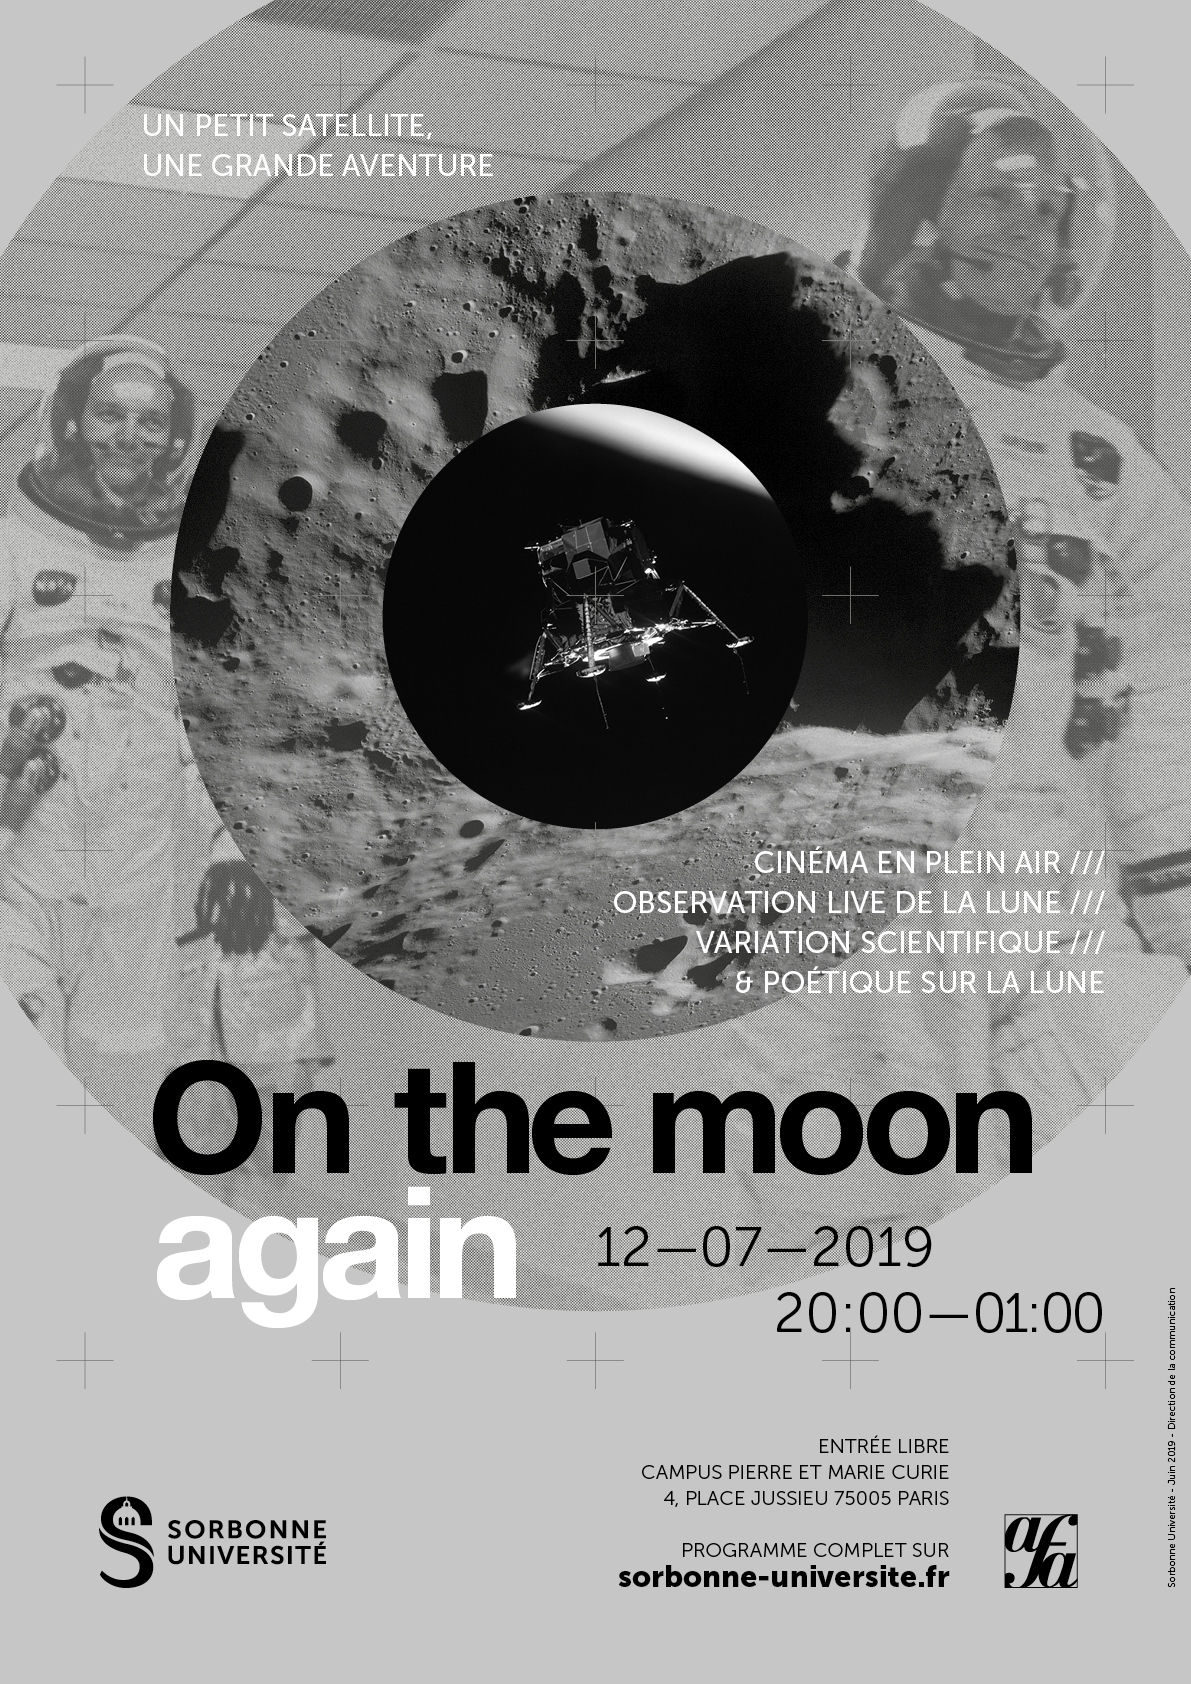 UN PETIT SATELLITE,
UNE GRANDE AVENTURE
CINÉMA EN PLEIN AIR ///
OBSERVATION LIVE DE LA LUNE ///
VARIATION SCIENTIFIQUE ///
& POÉTIQUE SUR LA LUNE
On the moon
again
12—07—2019
20:00—01:00
ENTRÉE LIBRE
CAMPUS PIERRE ET MARIE CURIE
4, PLACE JUSSIEU 75005 PARIS
PROGRAMME COMPLET SUR
sorbonne-universite.fr
SORBONNE
UNIVERSITÉ
afa
Sorbonne Université - Juin 2019 - Direction de la communication